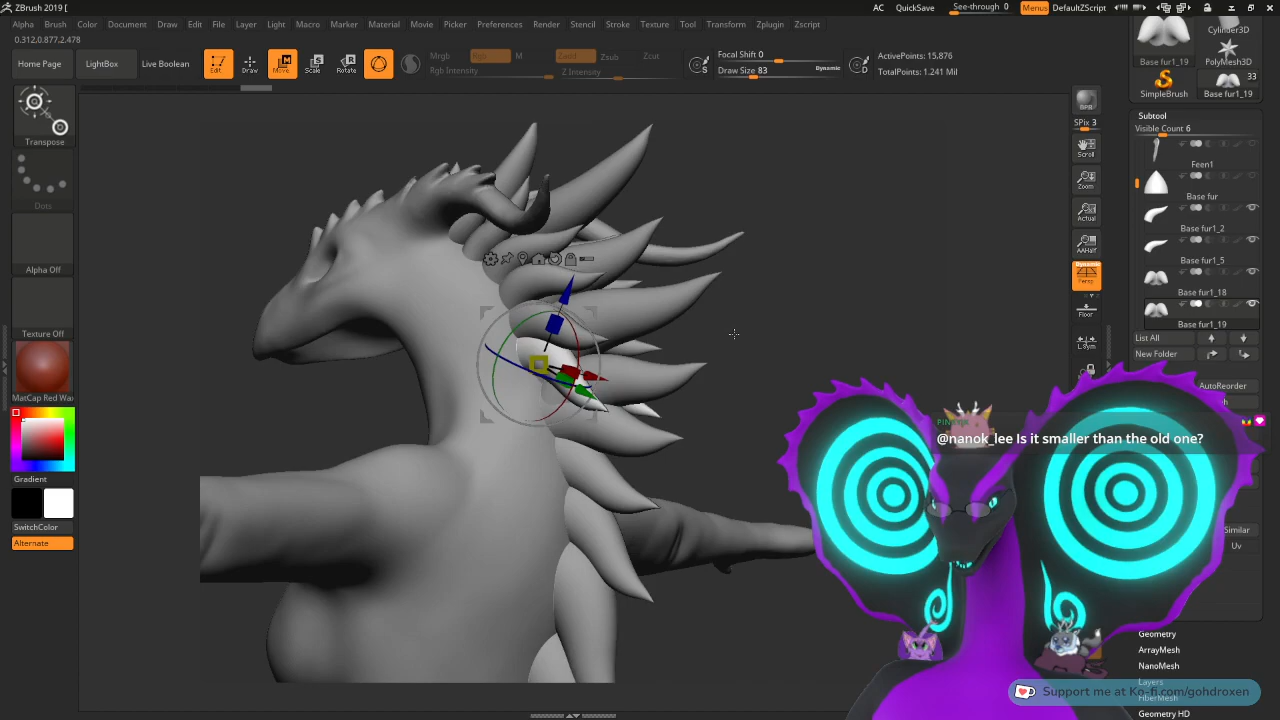 ZBrush 2019 [
AC
QuickSave
See-through 0
Menus
DefaultZScript
Alpha Brush Color Document Draw Edit File Layer Light Macro Marker Material Movie Picker Preferences Render Stencil Stroke Texture Tool Transform Zplugin Zscript
0.312,0.877,2.478
Home Page
LightBox
Live Boolean
Edit
Draw
Move
Scale
Rotate
Mrgb Rgb M
Rgb Intensity
Zadd Zsub Zcut
Z Intensity
S
Focal Shift 0
Draw Size 83
Dynamic
D
ActivePoints: 15,876
TotalPoints: 1.241 Mil
Transpose
Dots
Alpha Off
Texture Off
MatCap Red Wa
Gradient
SwitchColor
Alternate
BPR
SPix 3
Scroll
Zoom
Actual
AAHalf
Dynamic
Persp
Floor
L.Sym
Cylinder3D
Base fur1_19
PolyMesh3D
33
SimpleBrush
Base fur1_19
Subtool
Visible Count 6
Feen1
Base fur
Base fur1_2
Base fur1_5
Base fur1_18
Base fur1_19
List All
New Folder
AutoReorder
@nanok_lee Is it smaller than the old one?
Similar
Uv
Geometry
ArrayMesh
NanoMesh
Layers
FiberMesh
Geometry HD
Support me at Ko-fi.com/gohdroxen